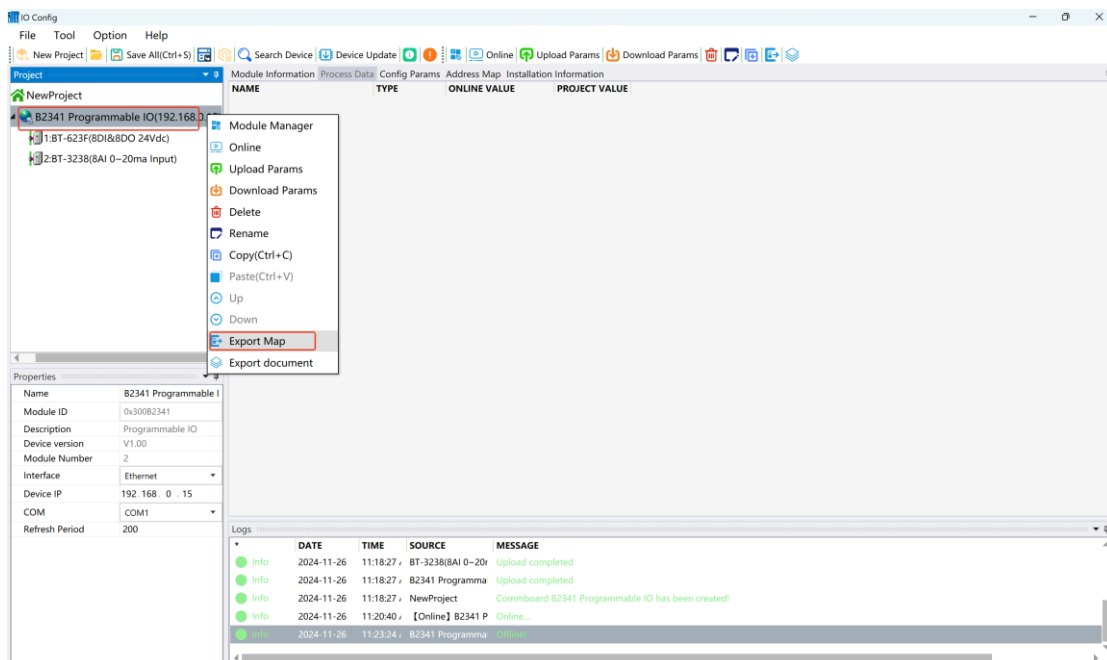 IO Config
File Tool Option Help
New Project Save All(Ctrl+S) Search Device Device Update Online Upload Params Download Params
Project
NewProject
B2341 Programmable IO(192.168.0.15)
1:BT-623F(8DI&8DO 24Vdc)
2:BT-3238(8AI 0~20ma Input)
Module Information Process Data Config Params Address Map Installation Information
NAME TYPE ONLINE VALUE PROJECT VALUE
Module Manager
Online
Upload Params
Download Params
Delete
Rename
Copy(Ctrl+C)
Paste(Ctrl+V)
Up
Down
Export Map
Export document
Properties
Name B2341 Programmable I
Module ID 0x300B2341
Description Programmable IO
Device version V1.00
Module Number 2
Interface Ethernet
Device IP 192.168. 0 .15
COM COM1
Refresh Period 200
Logs
* DATE TIME SOURCE MESSAGE
Info 2024-11-26 11:18:27 BT-3238(8AI 0~20r Upload completed
Info 2024-11-26 11:18:27 B2341 Programma Upload completed
Info 2024-11-26 11:18:27 NewProject Commboard B2341 Programmable IO has been created!
Info 2024-11-26 11:20:40 【Online】B2341 P Online...
Info 2024-11-26 11:23:24 B2341 Programma Offline!